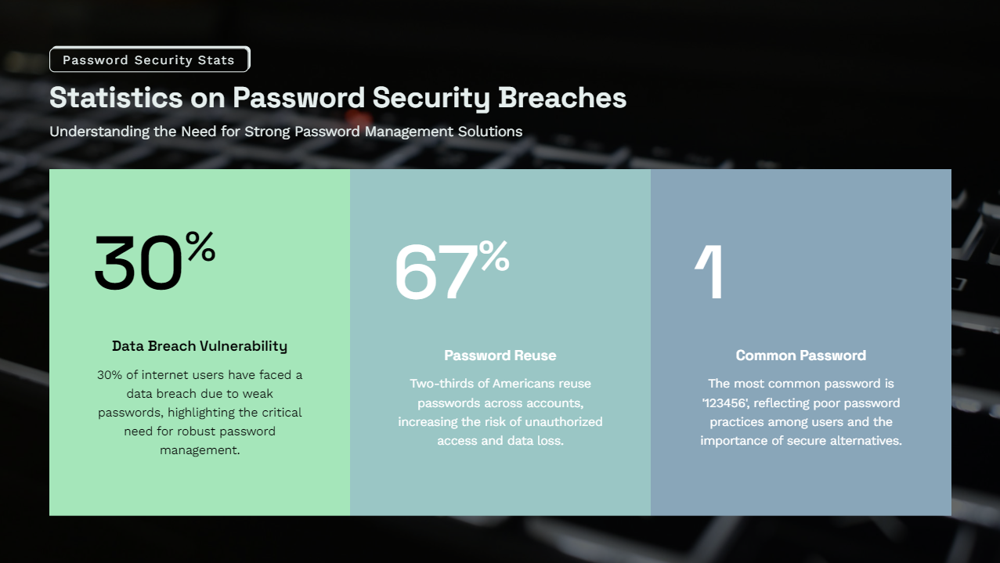 Password Security Stats
Statistics on Password Security Breaches
Understanding the Need for Strong Password Management Solutions
30%
Data Breach Vulnerability
30% of internet users have faced a
data breach due to weak
passwords, highlighting the critical
need for robust password
management.
67%
Password Reuse
Two-thirds of Americans reuse
passwords across accounts,
increasing the risk of unauthorized
access and data loss.
1
Common Password
The most common password is
'123456', reflecting poor password
practices among users and the
importance of secure alternatives.